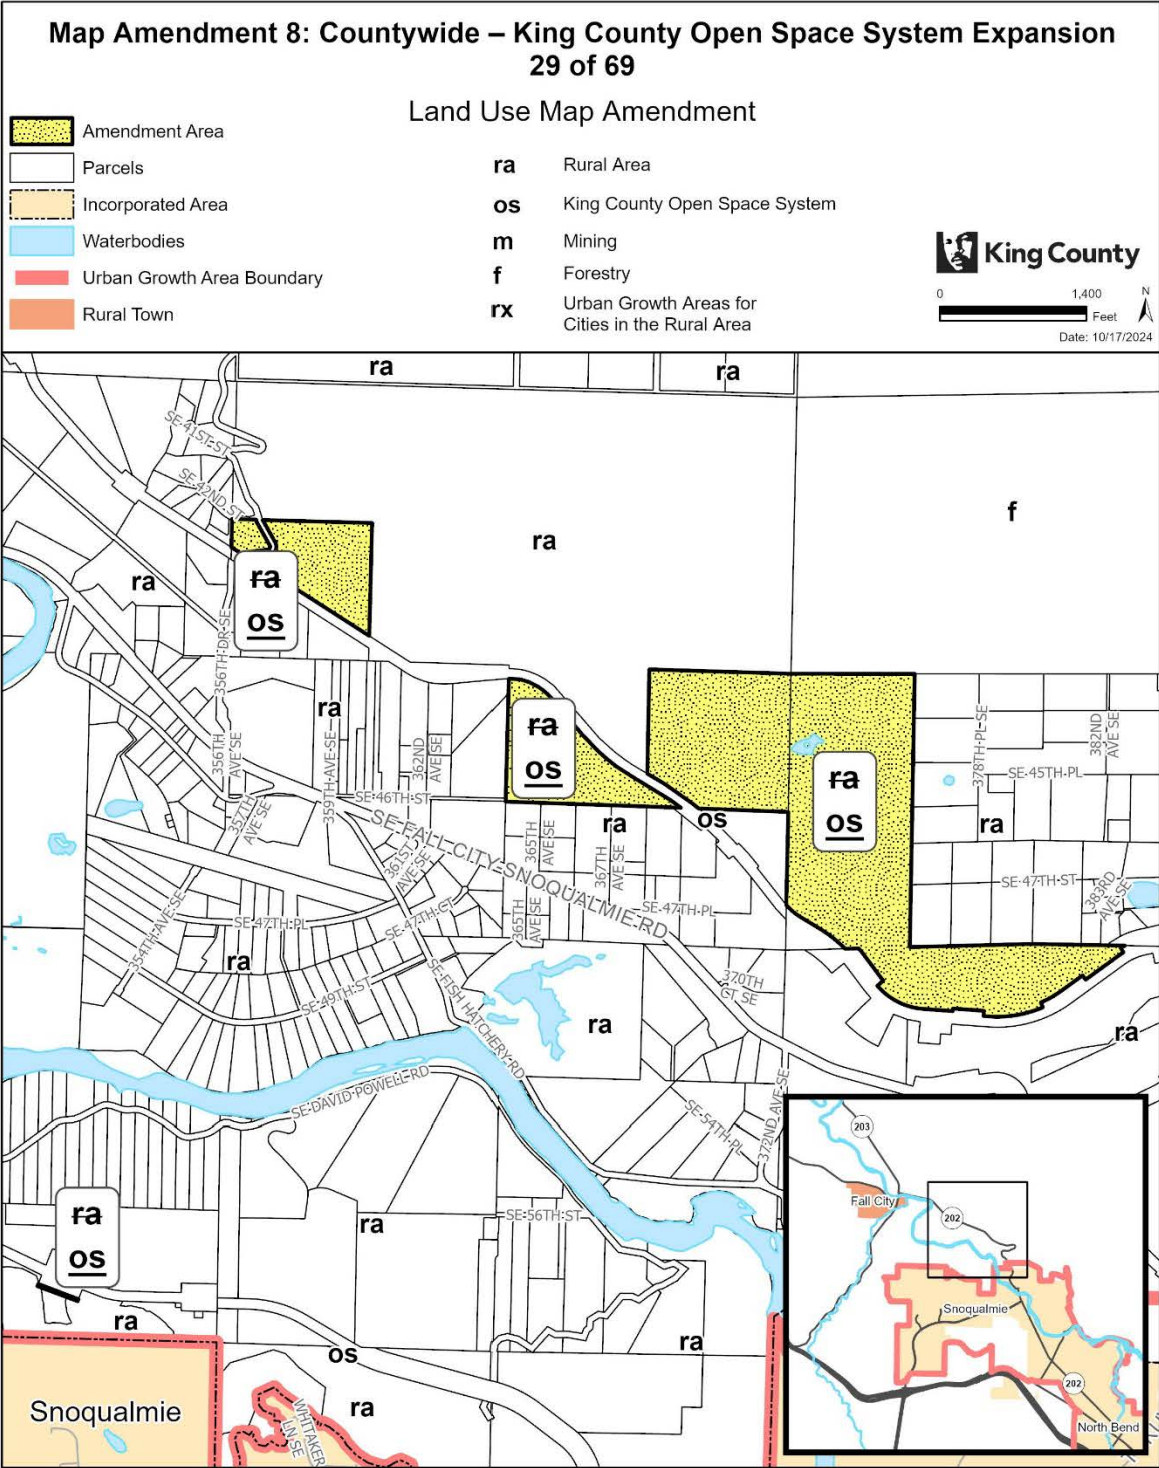 Map Amendment 8: Countywide – King County Open Space System Expansion
29 of 69
Land Use Map Amendment
Amendment Area
Parcels
Incorporated Area
Waterbodies
Urban Growth Area Boundary
Rural Town
ra Rural Area
os King County Open Space System
m Mining
f Forestry
rx Urban Growth Areas for
Cities in the Rural Area
King County
0 1,400
Feet
N
Date: 10/17/2024
ra
ra
SE 41ST ST
SE 42ND ST
f
ra
ra
ra
os
356TH DR SE
ra
ra
os
356TH
AVE SE
359TH AVE SE
362ND
AVE SE
378TH PL SE
382ND
AVE SE
SE 45TH PL
ra
os
SE 46TH ST
357TH
AVE SE
SE FALL CITY-SNOQUALMIE RD
os
ra
ra
361ST
AVE SE
365TH
AVE SE
367TH
AVE SE
SE 47TH ST
383RD
AVE SE
354TH AVE SE
SE 47TH PL
SE 47TH CT
365TH
AVE SE
SE 47TH PL
ra
SE 49TH ST
SE FISH HATCHERY RD
370TH
CT SE
ra
ra
SE DAVID POWELL RD
SE 54TH PL
372ND AVE SE
ra
os
ra
SE 56TH ST
ra
os
ra
ra
Snoqualmie
WHITAKER
LN SE
203
Fall City
202
Snoqualmie
202
North Bend